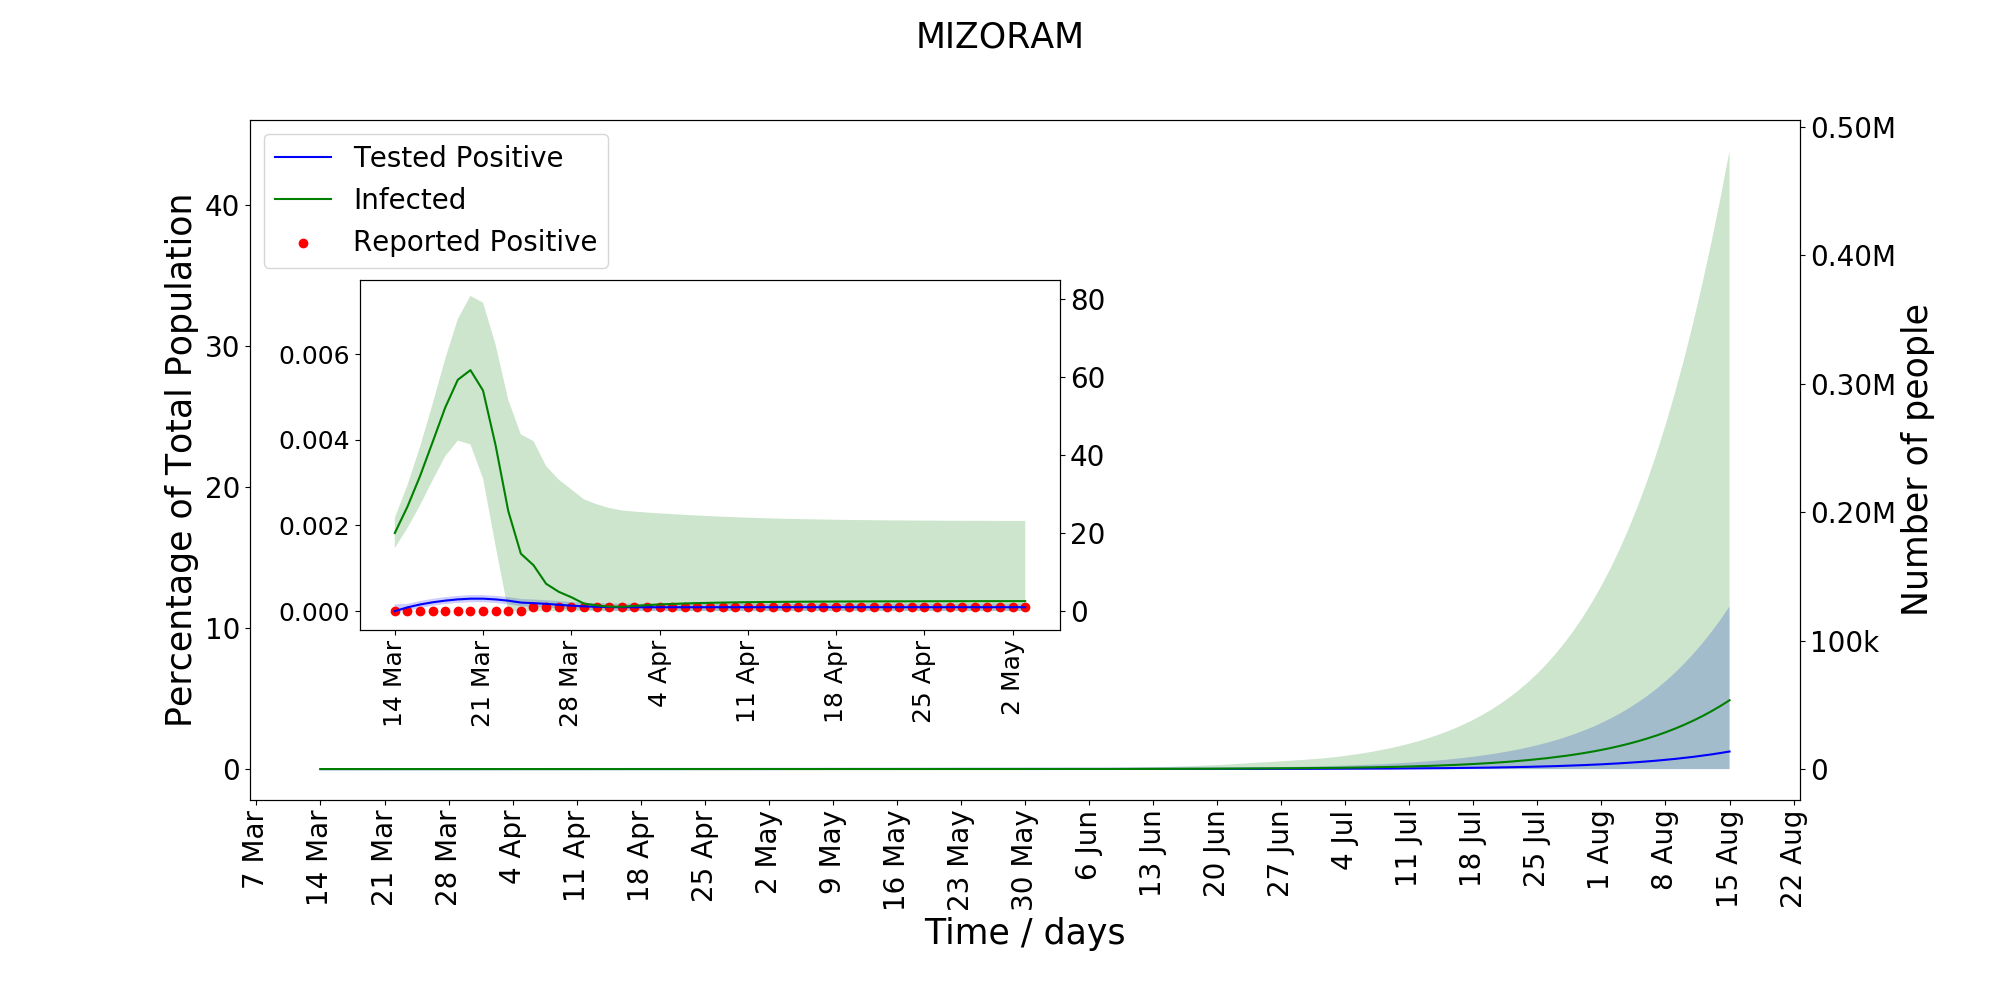 MIZORAM
Tested Positive
Infected
Reported Positive
Percentage of Total Population
40
30
20
10
0
0.50M
0.40M
0.30M
0.20M
100k
0
Number of people
0.006
0.004
0.002
0.000
80
60
40
20
0
14 Mar
21 Mar
28 Mar
4 Apr
11 Apr
18 Apr
25 Apr
2 May
7 Mar
14 Mar
21 Mar
28 Mar
4 Apr
11 Apr
18 Apr
25 Apr
2 May
9 May
16 May
23 May
30 May
6 Jun
13 Jun
20 Jun
27 Jun
4 Jul
11 Jul
18 Jul
25 Jul
1 Aug
8 Aug
15 Aug
22 Aug
Time / days